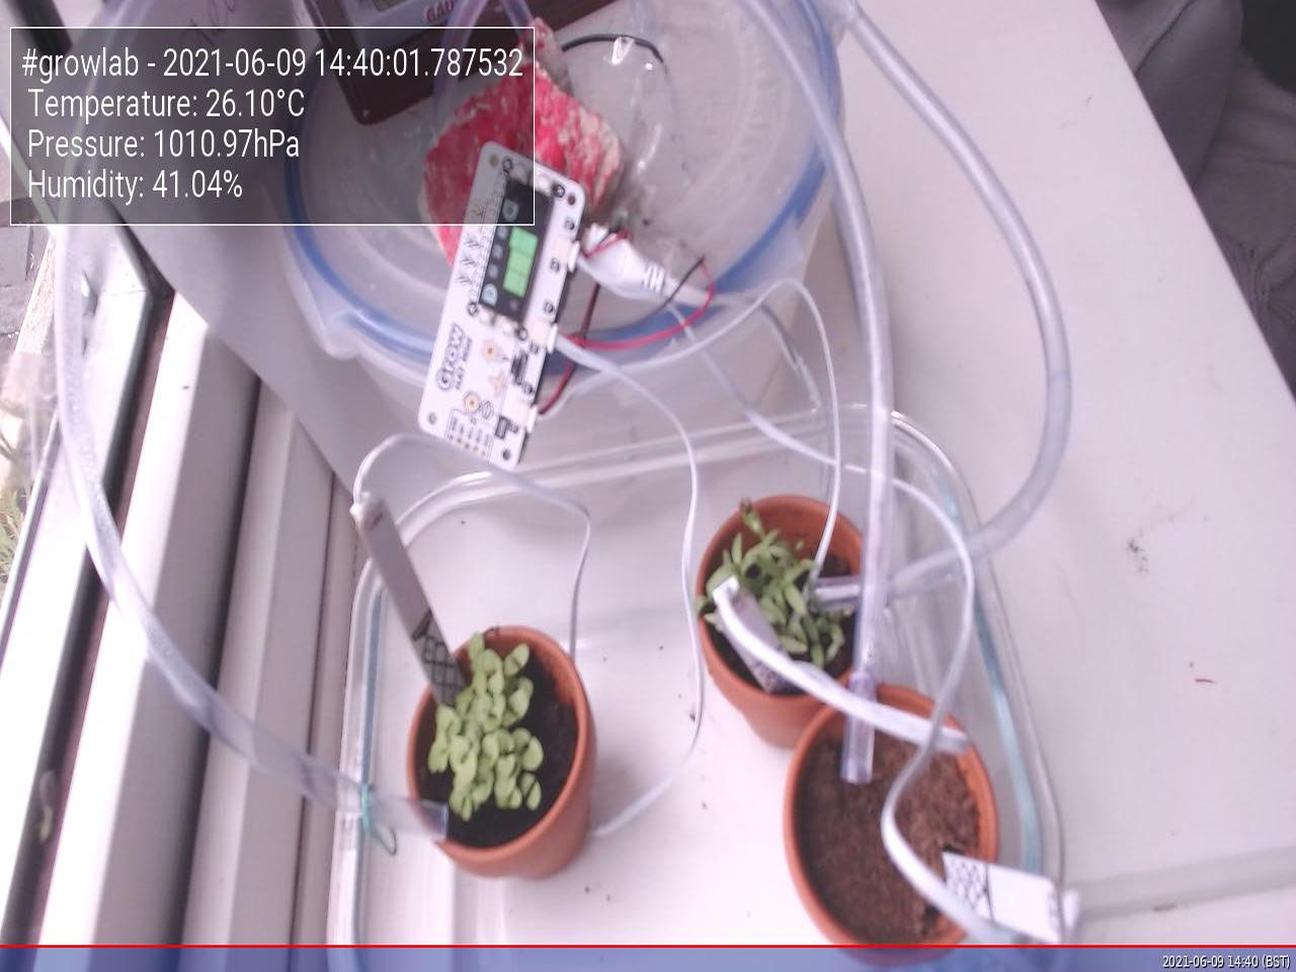 #growlab - 2021-06-09 14:40:01.787532
Temperature: 26.10°C
Pressure: 1010.97hPa
Humidity: 41.04%
GROW
2021-06-09 14:40 (BST)